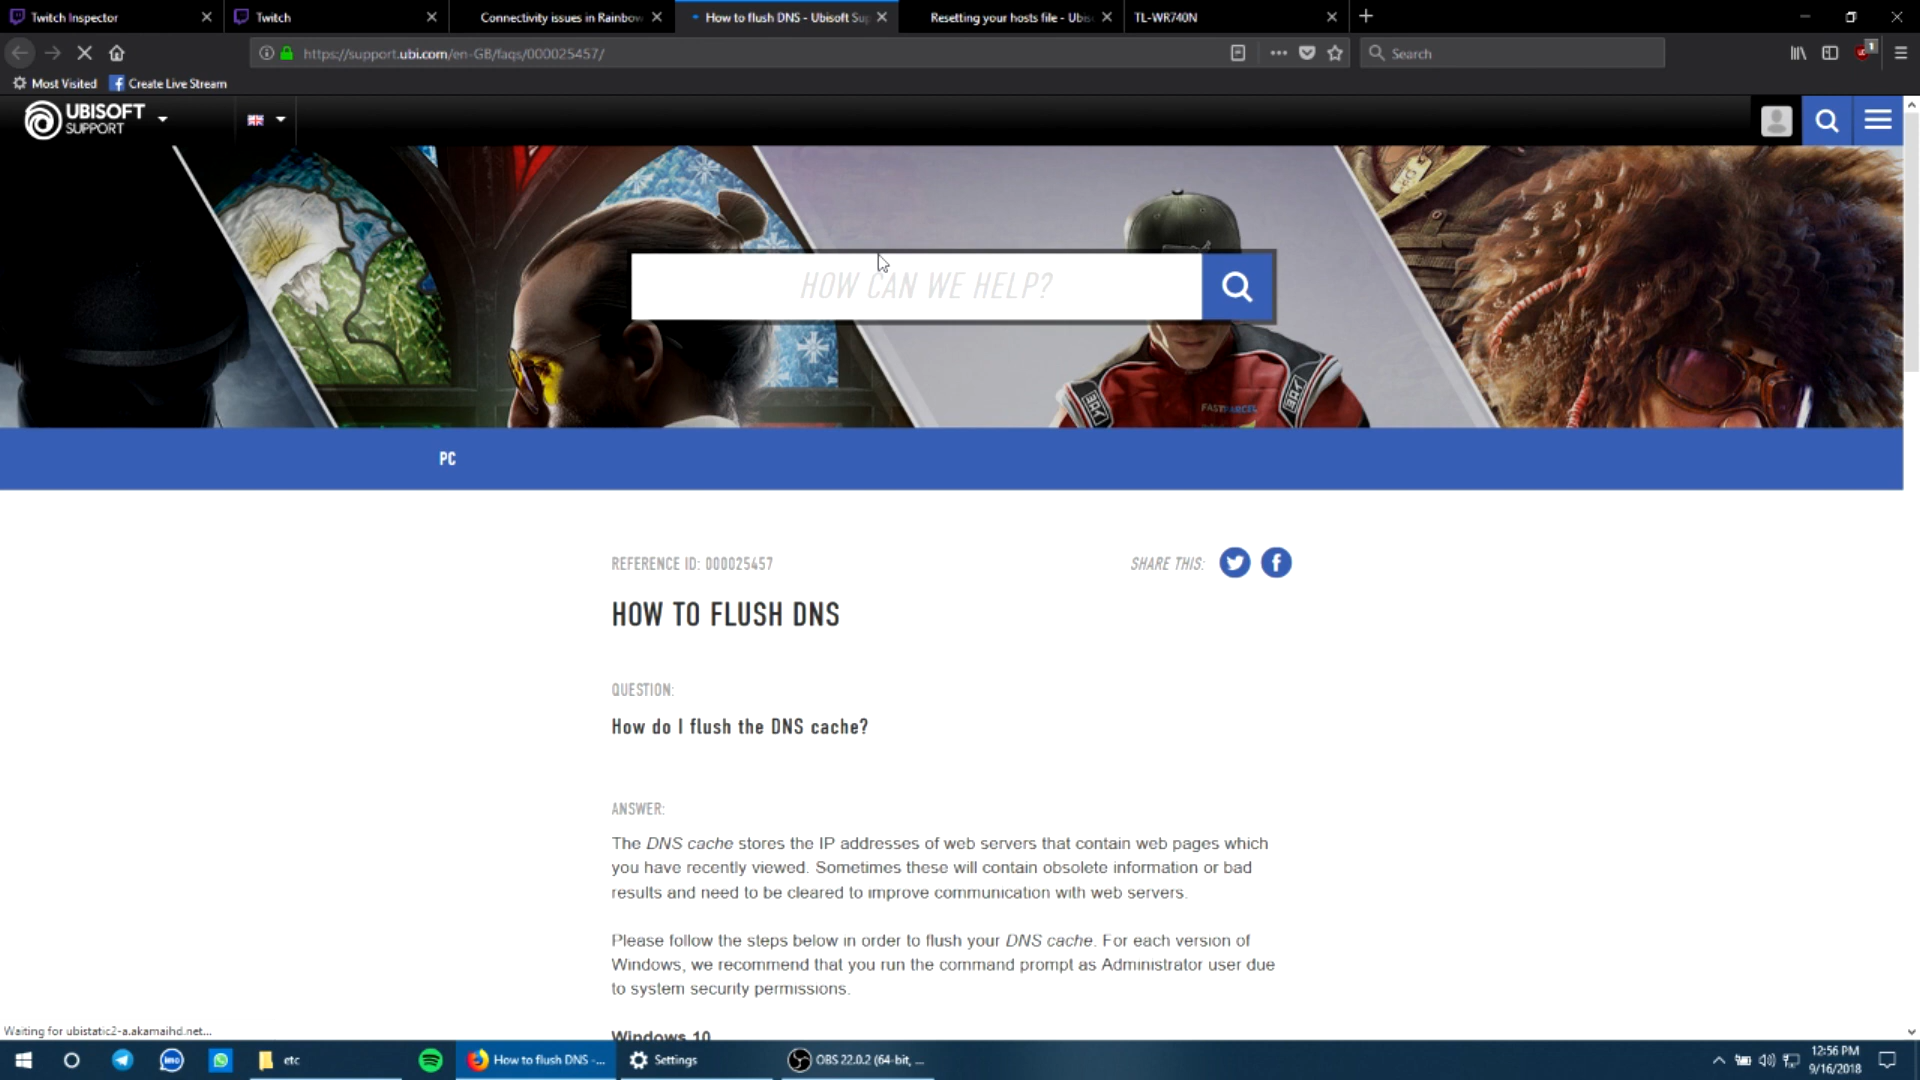 Twitch Inspector
Twitch
Connectivity issues in Rainbow
How to flush DNS - Ubisoft Sup
Resetting your hosts file - Ubis
TL-WR740N
https://support.ubi.com/en-GB/faqs/000025457/
Search
1
Most Visited
Create Live Stream
UBISOFT
SUPPORT
HOW CAN WE HELP?
FASTPARCEL
PC
REFERENCE ID: 000025457
SHARE THIS:
HOW TO FLUSH DNS
QUESTION:
How do I flush the DNS cache?
ANSWER:
The DNS cache stores the IP addresses of web servers that contain web pages which
you have recently viewed. Sometimes these will contain obsolete information or bad
results and need to be cleared to improve communication with web servers.
Please follow the steps below in order to flush your DNS cache. For each version of
Windows, we recommend that you run the command prompt as Administrator user due
to system security permissions.
Windows 10
Waiting for ubistatic2-a.akamaihd.net...
imo
etc
How to flush DNS -...
Settings
OBS 22.0.2 (64-bit, ...
12:56 PM
9/16/2018